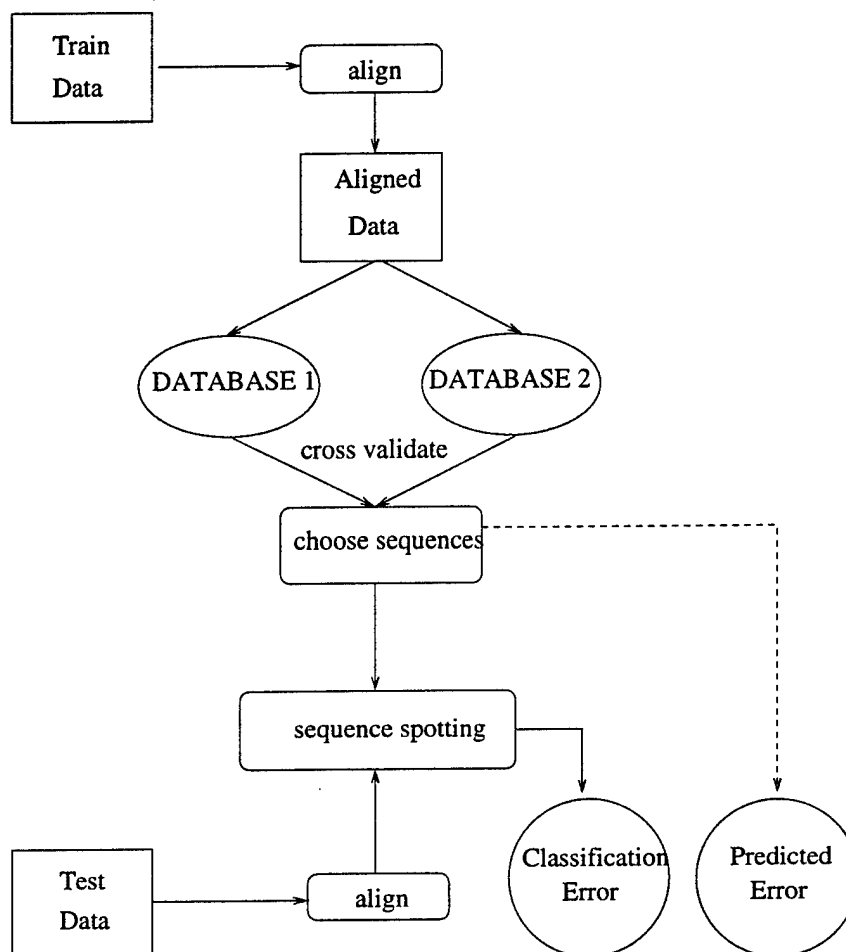 Train
Data
align
Aligned
Data
DATABASE 1
DATABASE 2
cross validate
choose sequences
sequence spotting
Classification
Error
Predicted
Error
Test
Data
align